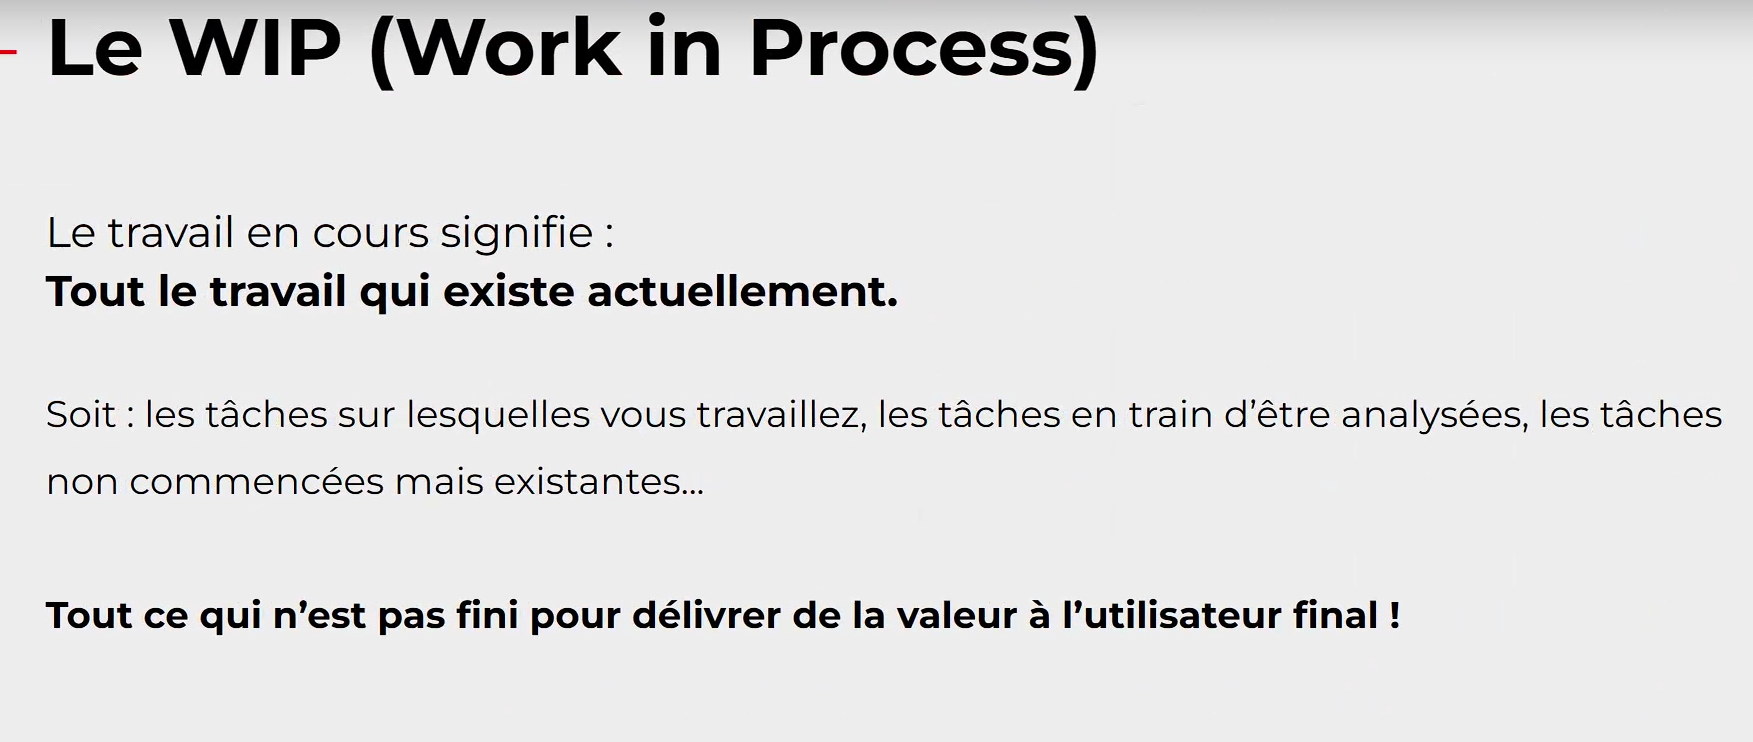 Le WIP (Work in Process)
Le travail en cours signifie :
Tout le travail qui existe actuellement.
Soit : les tâches sur lesquelles vous travaillez, les tâches en train d’être analysées, les tâches
non commencées mais existantes...
Tout ce qui n’est pas fini pour délivrer de la valeur à l’utilisateur final !